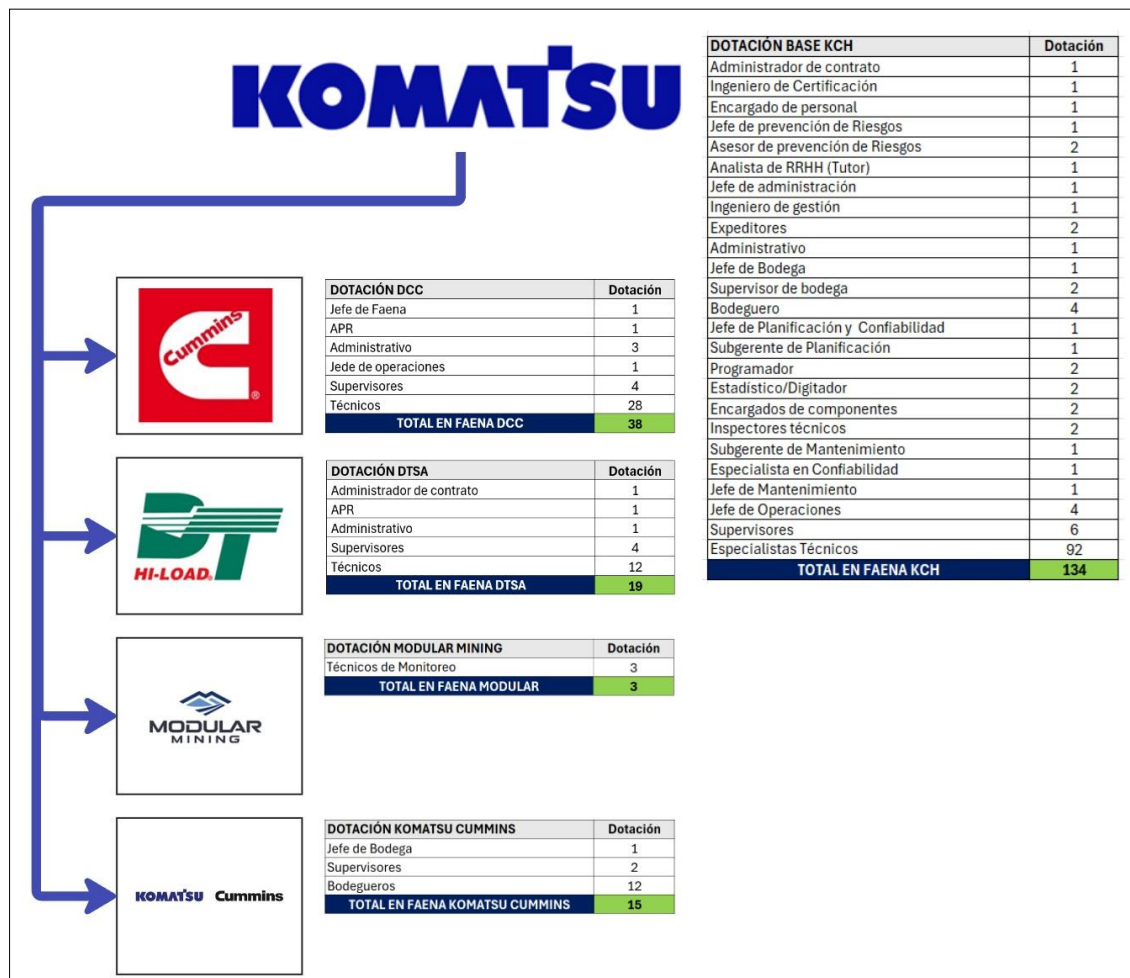 KOMATSU
DOTACIÓN BASE KCH Dotación
Administrador de contrato 1
Ingeniero de Certificación 1
Encargado de personal 1
Jefe de prevención de Riesgos 1
Asesor de prevención de Riesgos 2
Analista de RRHH (Tutor) 1
Jefe de administración 1
Ingeniero de gestión 1
Expeditores 2
Administrativo 1
Jefe de Bodega 1
Supervisor de bodega 2
Bodeguero 4
Jefe de Planificación y Confiabilidad 1
Subgerente de Planificación 1
Programador 2
Estadístico/Digitador 2
Encargados de componentes 2
Inspectores técnicos 2
Subgerente de Mantenimiento 1
Especialista en Confiabilidad 1
Jefe de Mantenimiento 1
Jefe de Operaciones 4
Supervisores 6
Especialistas Técnicos 92
TOTAL EN FAENA KCH 134
Cummins
®
DOTACIÓN DCC Dotación
Jefe de Faena 1
APR 1
Administrativo 3
Jede de operaciones 1
Supervisores 4
Técnicos 28
TOTAL EN FAENA DCC 38
DT
HI-LOAD®
DOTACIÓN DTSA Dotación
Administrador de contrato 1
APR 1
Administrativo 1
Supervisores 4
Técnicos 12
TOTAL EN FAENA DTSA 19
MODULAR
MINING
DOTACIÓN MODULAR MINING Dotación
Técnicos de Monitoreo 3
TOTAL EN FAENA MODULAR 3
KOMATSU Cummins
DOTACIÓN KOMATSU CUMMINS Dotación
Jefe de Bodega 1
Supervisores 2
Bodegueros 12
TOTAL EN FAENA KOMATSU CUMMINS 15